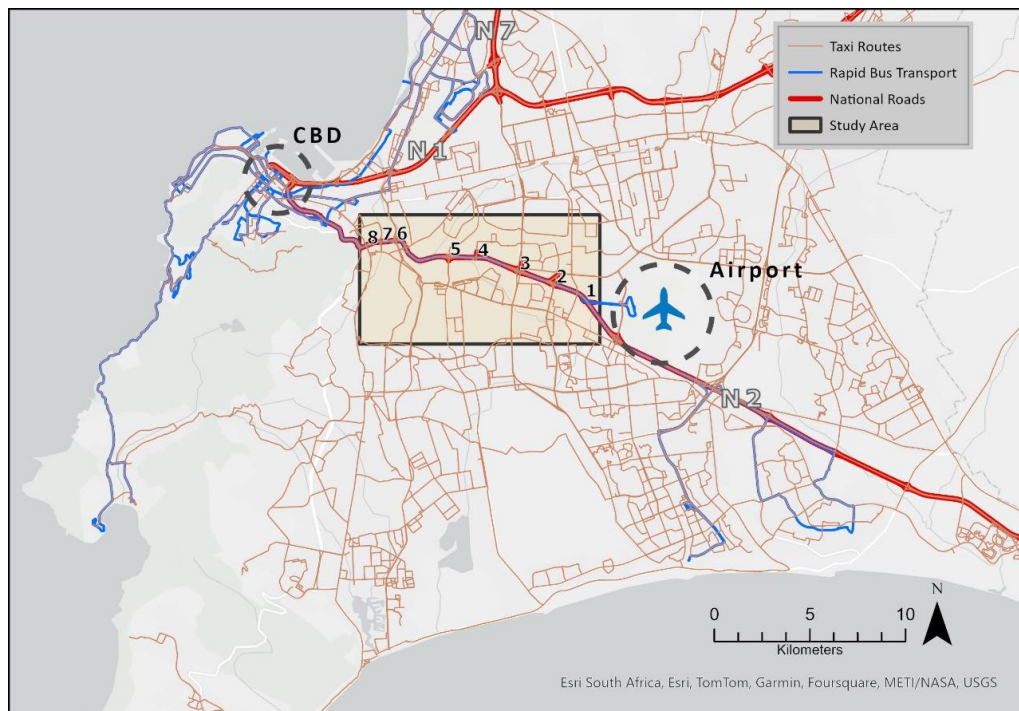 N7
Taxi Routes
Rapid Bus Transport
National Roads
Study Area
CBD
N1
8 7 6 5 4 3 2 1
Airport
N2
N
0 5 10
Kilometers
Esri South Africa, Esri, TomTom, Garmin, Foursquare, METI/NASA, USGS